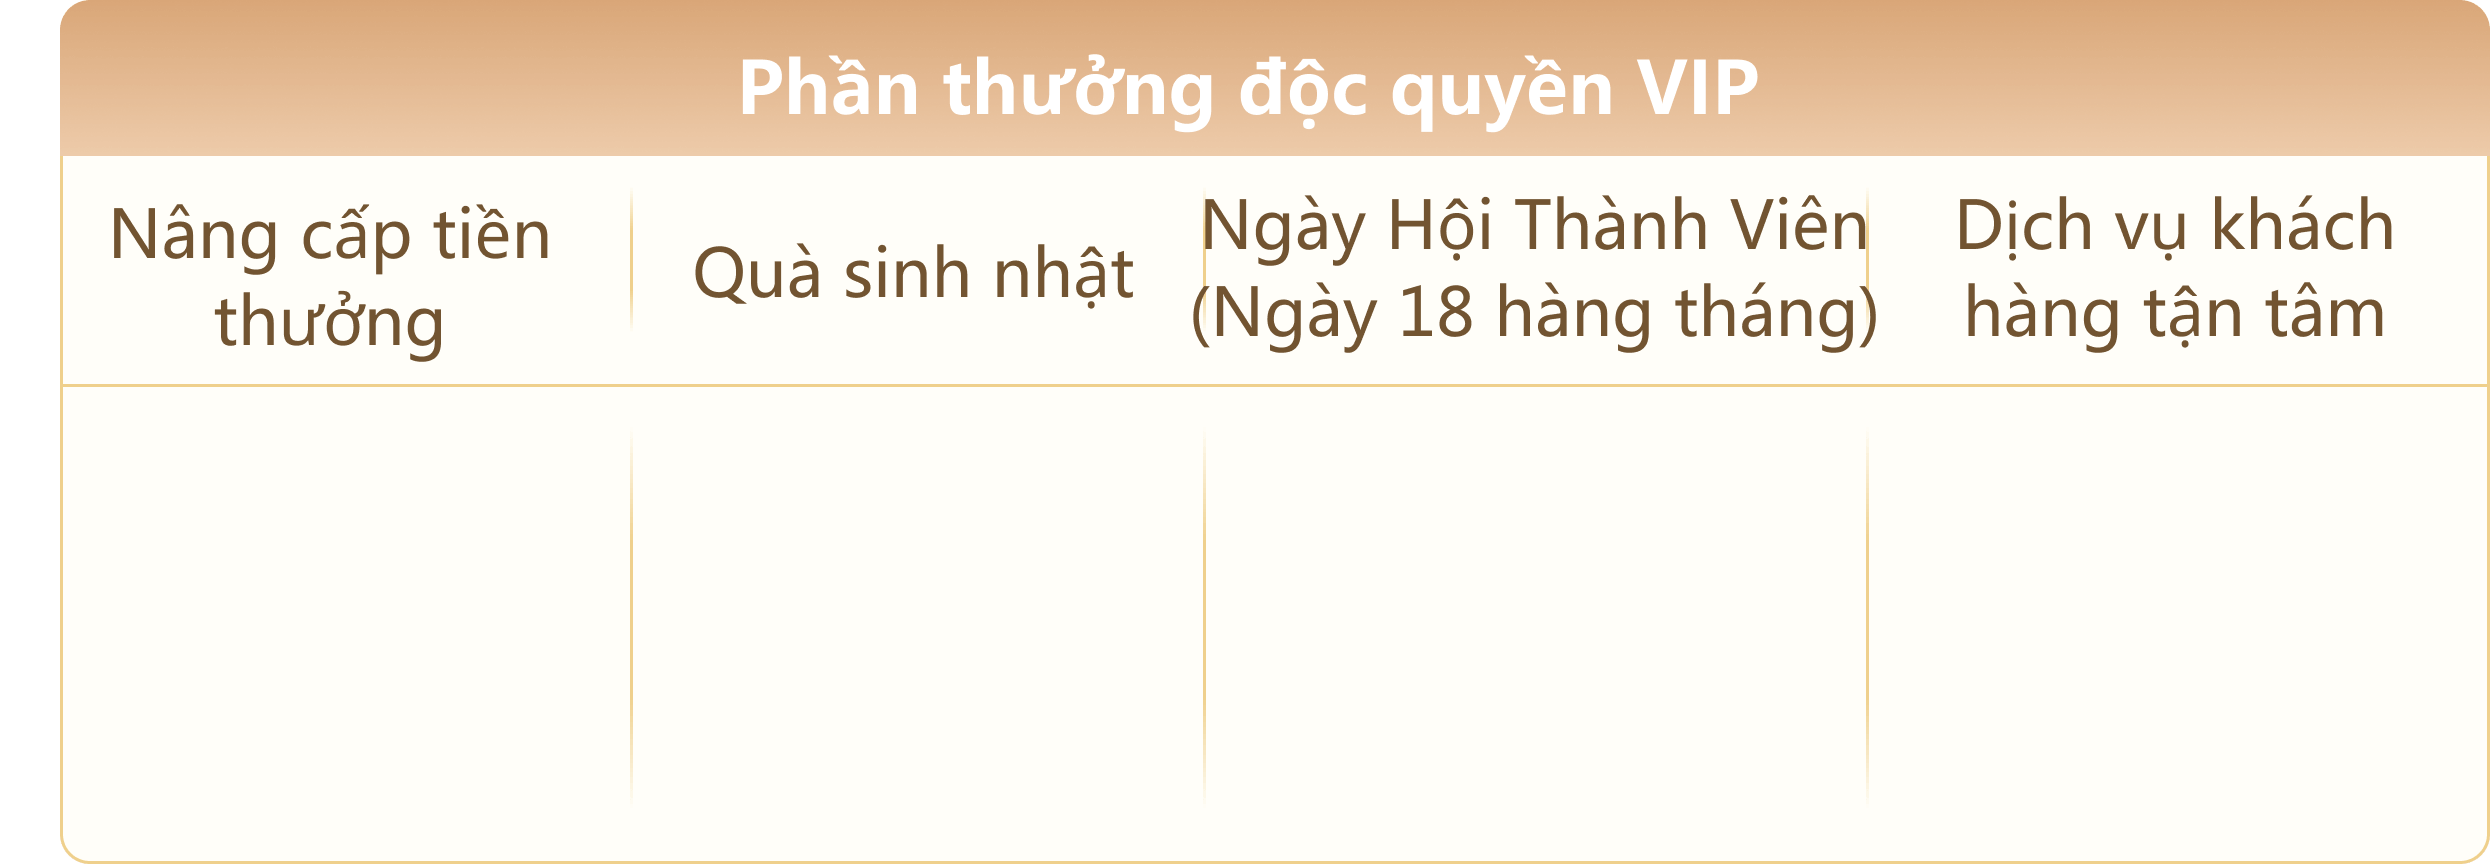 Phần thưởng độc quyền VIP
Nâng cấp tiền
thưởng
Quà sinh nhật
Ngày Hội Thành Viên
(Ngày 18 hàng tháng)
Dịch vụ khách
hàng tận tâm